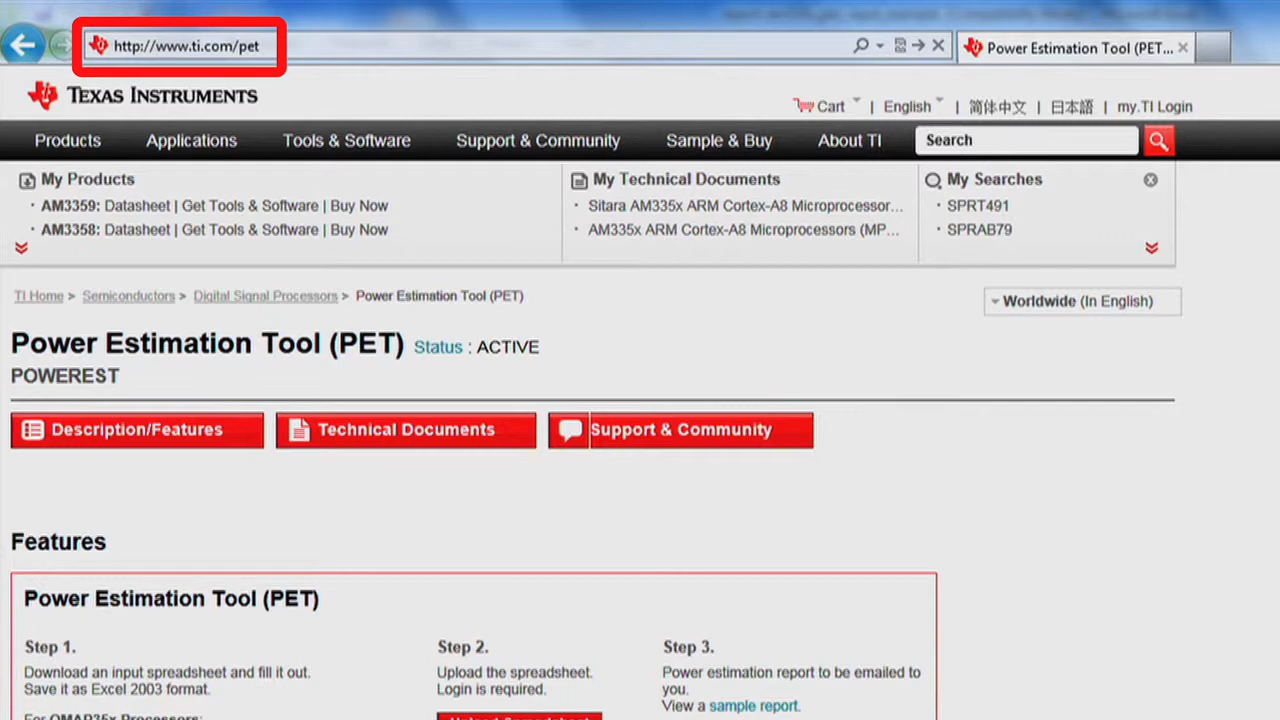 http://www.ti.com/pet
Power Estimation Tool (PET...
TEXAS INSTRUMENTS
Cart | English | 简体中文 | 日本語 | my.TI Login
Products Applications Tools & Software Support & Community Sample & Buy About TI Search
My Products
AM3359: Datasheet | Get Tools & Software | Buy Now
AM3358: Datasheet | Get Tools & Software | Buy Now
My Technical Documents
Sitara AM335x ARM Cortex-A8 Microprocessor...
AM335x ARM Cortex-A8 Microprocessors (MP...
My Searches
SPRT491
SPRAB79
TI Home > Semiconductors > Digital Signal Processors > Power Estimation Tool (PET)
Worldwide (In English)
Power Estimation Tool (PET) Status : ACTIVE
POWEREST
Description/Features Technical Documents Support & Community
Features
Power Estimation Tool (PET)
Step 1.
Download an input spreadsheet and fill it out.
Save it as Excel 2003 format.
For OMAP35x Processors:
Step 2.
Upload the spreadsheet.
Login is required.
Upload Spreadsheet
Step 3.
Power estimation report to be emailed to
you.
View a sample report.